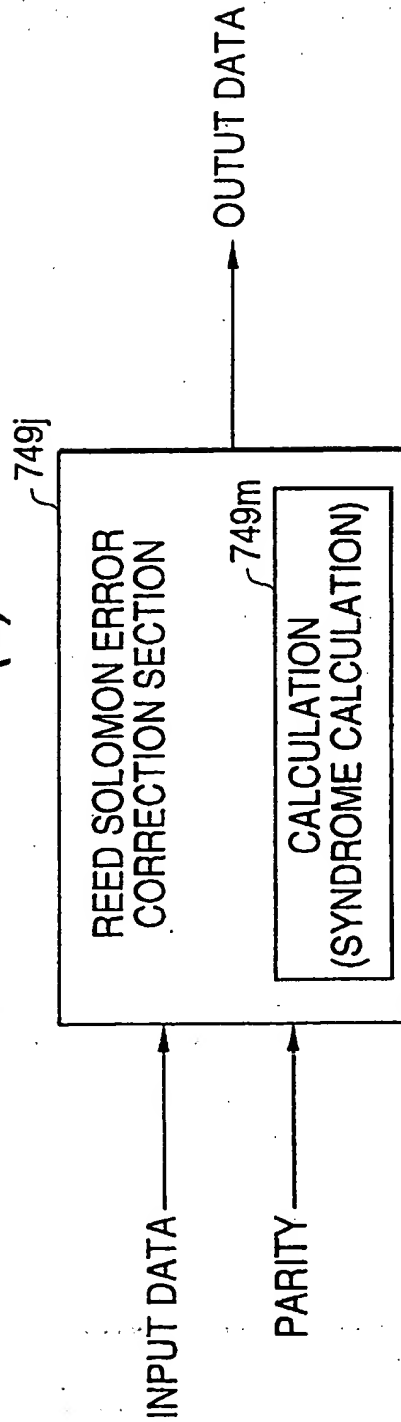 749j
REED SOLOMON ERROR
CORRECTION SECTION
749m
CALCULATION
(SYNDROME CALCULATION)
INPUT DATA
PARITY
OUTUT DATA